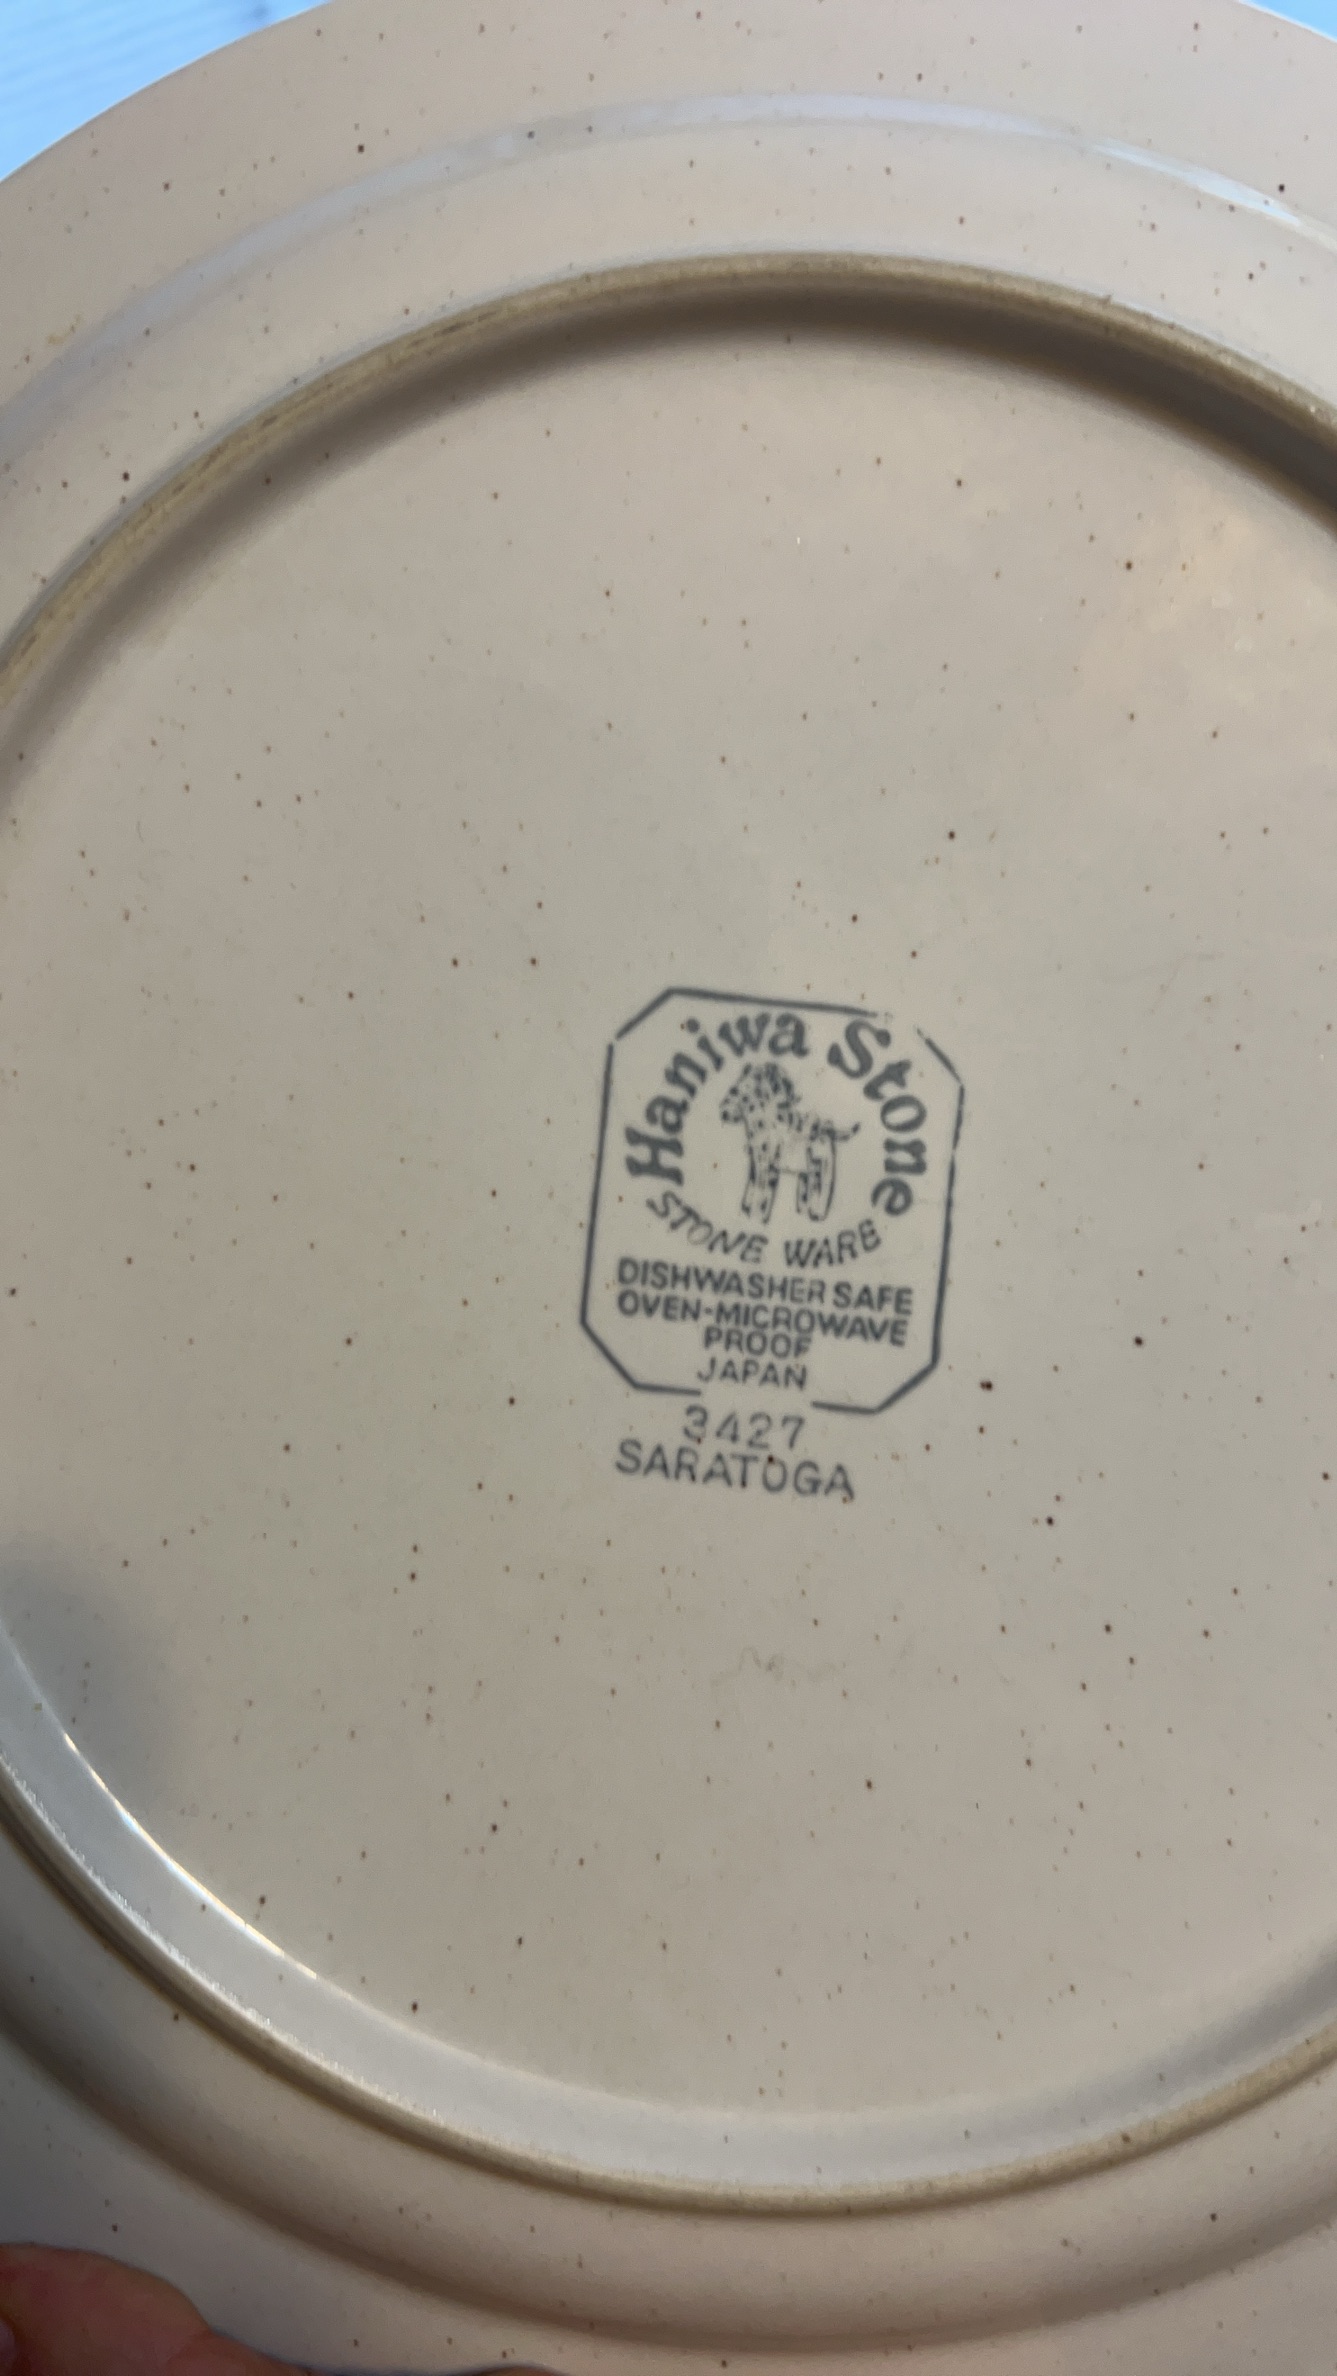 Haniwa Stone
STONE WARE
DISHWASHER SAFE
OVEN-MICROWAVE
PROOF
JAPAN
3427
SARATOGA